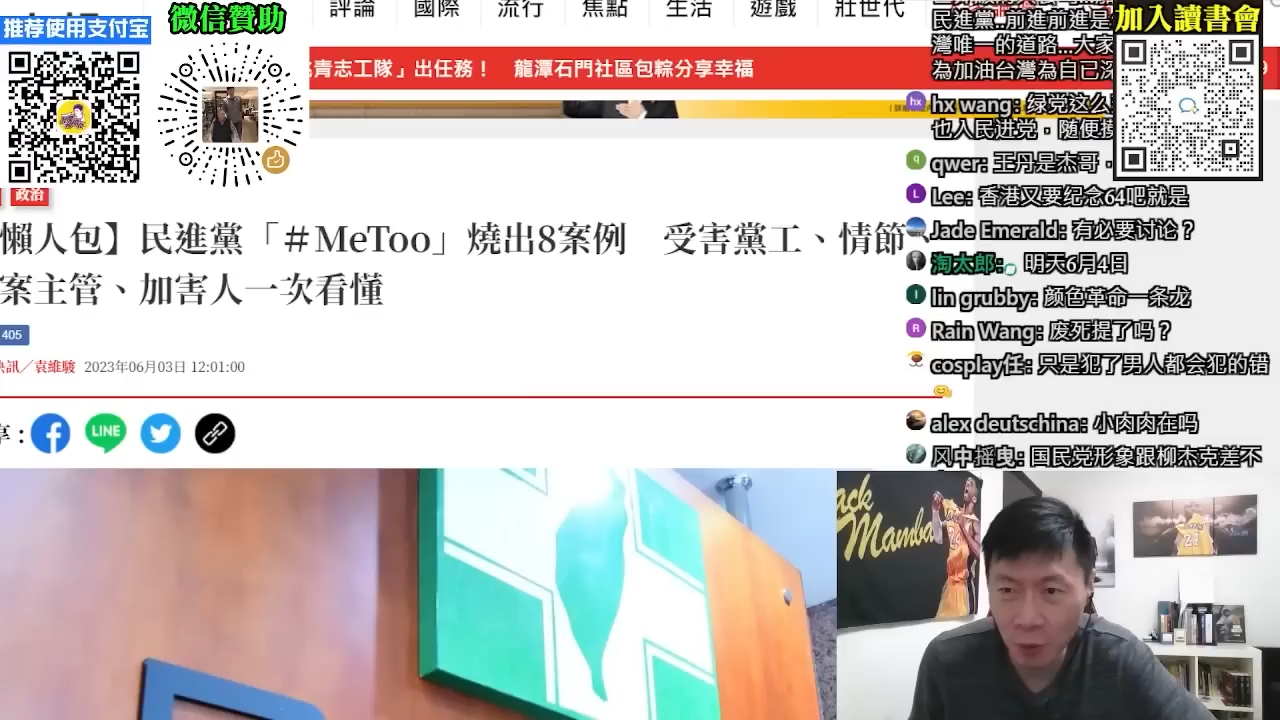 微信贊助
推荐使用支付宝
評論 國際 流行 焦點 生活 遊戲 壯世代
青志工隊」出任務! 龍潭石門社區包粽分享幸福
政治
懶人包】民進黨「#MeToo」燒出8案例 受害黨工、情節、
案主管、加害人一次看懂
405
訊/袁維駿 2023年06月03日 12:01:00
享:
LINE
加入讀書會
民進黨..前進前進是
灣唯一的道路...大家
為加油台灣為自己深
hx wang: 绿党这么
也人民进党，随便摸
qwer: 王丹是杰哥，
Lee: 香港又要纪念64吧就是
Jade Emerald: 有必要讨论？
淘太郎: 明天6月4日
lin grubby: 颜色革命一条龙
Rain Wang: 废死提了吗？
cosplay任: 只是犯了男人都会犯的错
alex deutschina: 小肉肉在吗
风中摇曳: 国民党形象跟柳杰克差不
ack
Mamba
24